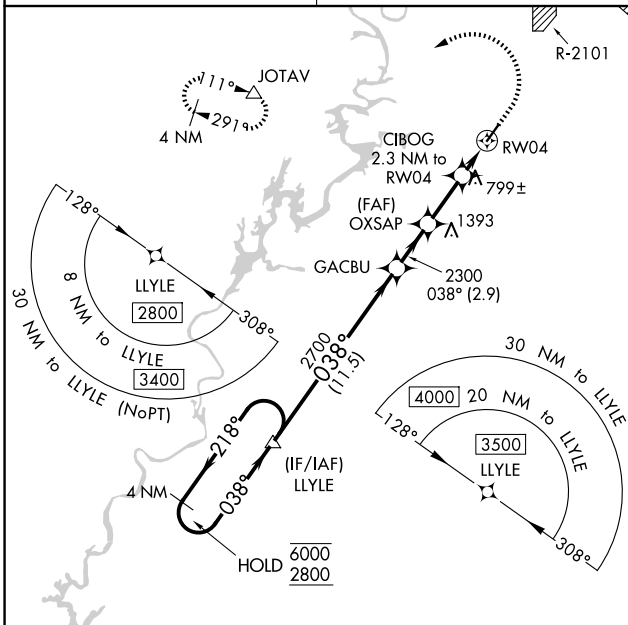 R-2101
JOTAV
111°
291°
4 NM
CIBOG
2.3 NM to
RW04
RW04
799±
(FAF)
OXSAP
1393
GACBU
2300
038° (2.9)
128°
LLYLE
2800
308°
8 NM to LLYLE
3400
30 NM to LLYLE (NoPT)
2700
038°
(11.5)
30 NM to LLYLE
4000
20 NM to LLYLE
3500
LLYLE
128°
308°
218°
038°
(IF/IAF)
LLYLE
4 NM
HOLD
6000
2800